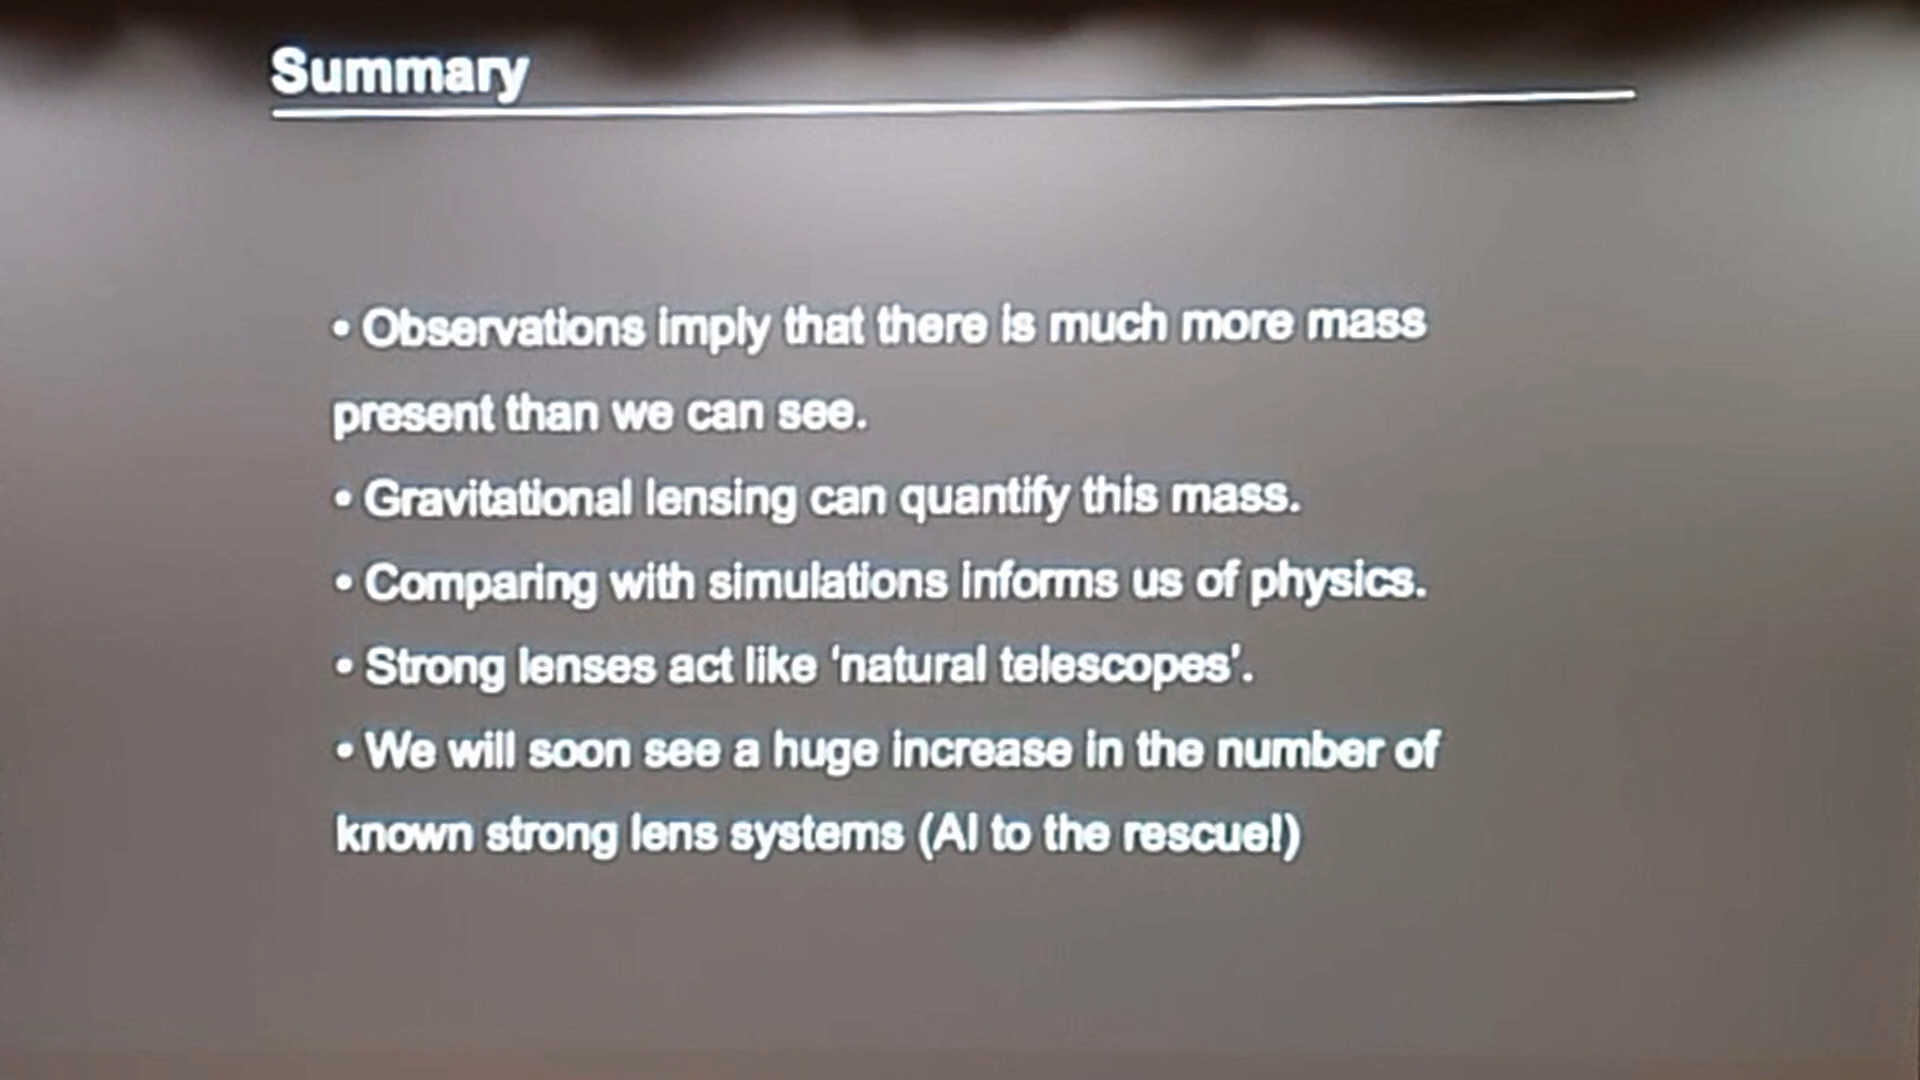 Summary
• Observations imply that there is much more mass
present than we can see.
• Gravitational lensing can quantify this mass.
• Comparing with simulations informs us of physics.
• Strong lenses act like ‘natural telescopes’.
• We will soon see a huge increase in the number of
known strong lens systems (AI to the rescue!)